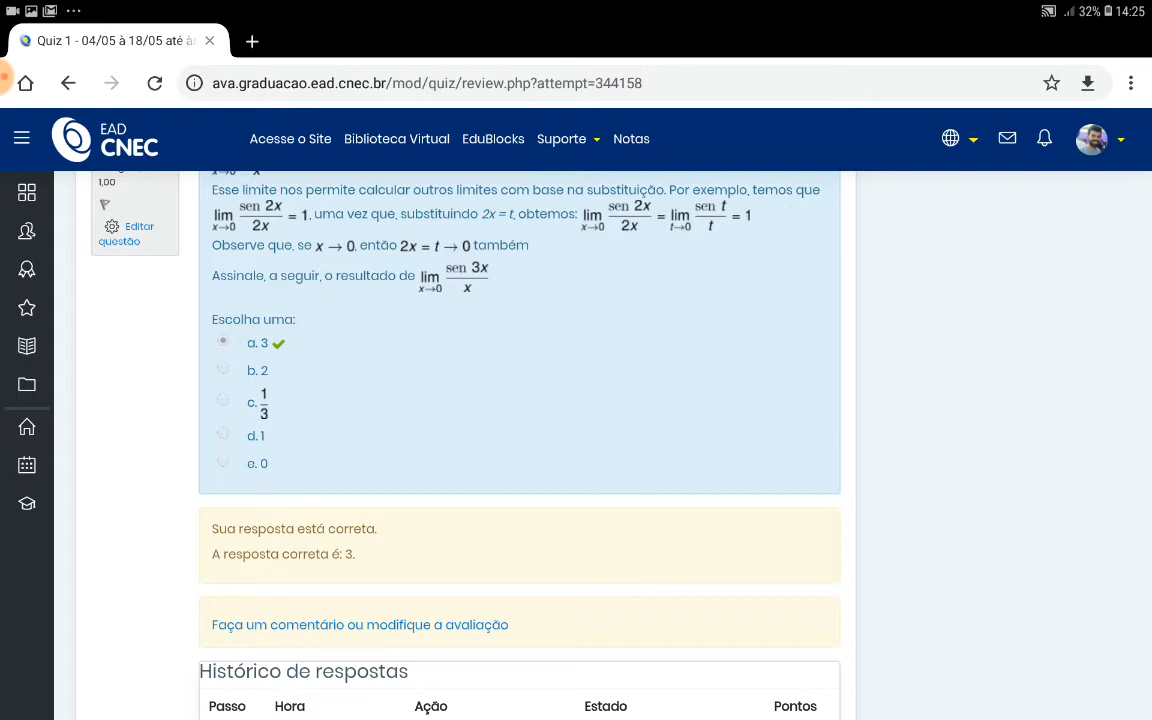 32% 14:25
Quiz 1 - 04/05 à 18/05 até às
ava.graduacao.ead.cnec.br/mod/quiz/review.php?attempt=344158
EAD CNEC Acesse o Site Biblioteca Virtual EduBlocks Suporte Notas
1,00
Editar questão
x→0 x
Esse limite nos permite calcular outros limites com base na substituição. Por exemplo, temos que
lim x→0 sen 2x / 2x = 1, uma vez que, substituindo 2x = t, obtemos: lim x→0 sen 2x / 2x = lim t→0 sen t / t = 1
Observe que, se x → 0, então 2x = t → 0 também
Assinale, a seguir, o resultado de lim x→0 sen 3x / x
Escolha uma:
a. 3
b. 2
c. 1/3
d. 1
e. 0
Sua resposta está correta.
A resposta correta é: 3.
Faça um comentário ou modifique a avaliação
Histórico de respostas
Passo Hora Ação Estado Pontos